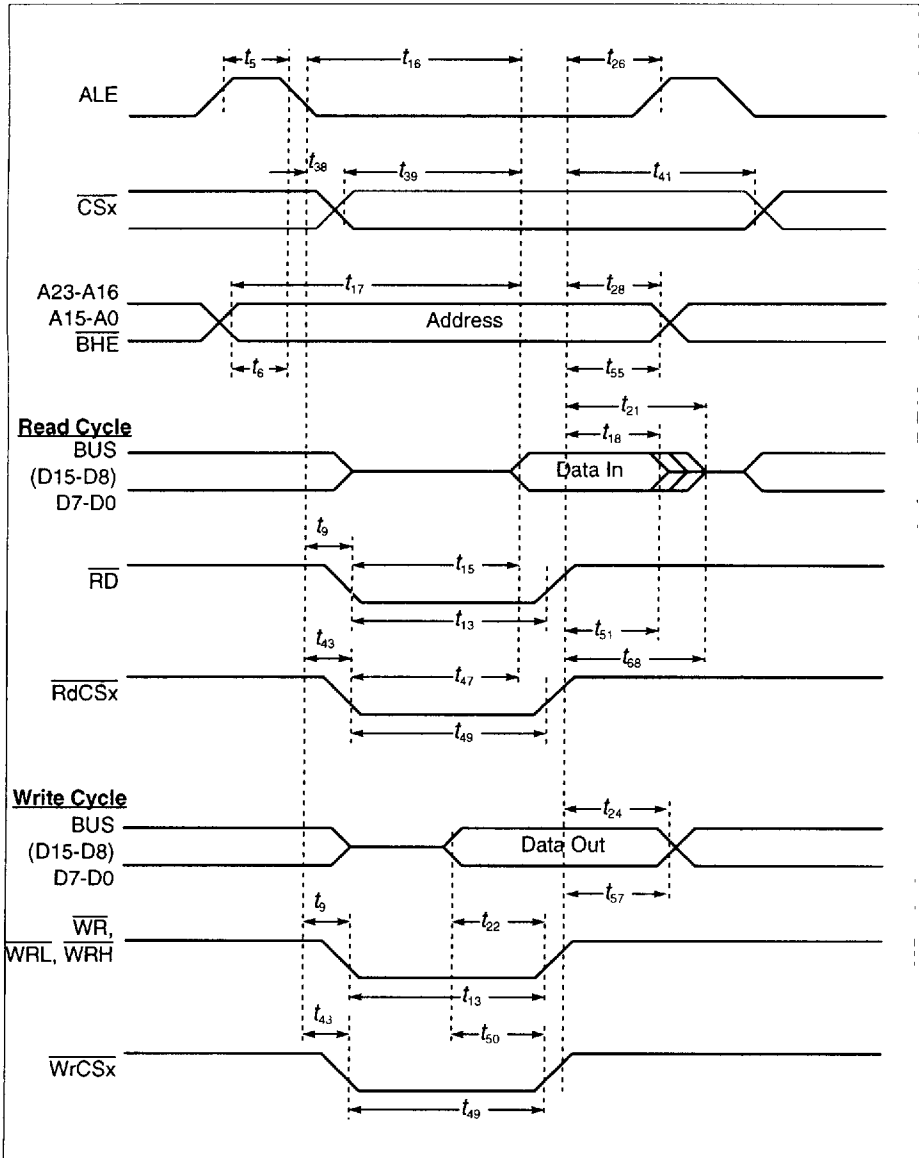 t5 t16 t26
ALE
t38 t39 t41
CSx
t17 t28
A23-A16
A15-A0
BHE
Address
t6 t55
t21
Read Cycle
t18
BUS
(D15-D8)
D7-D0
Data In
t9
t15
RD
t13
t51
t43
t68
t47
RdCSx
t49
Write Cycle
t24
BUS
(D15-D8)
D7-D0
Data Out
t57
t9
t22
WR,
WRL, WRH
t13
t43
t50
WrCSx
t49